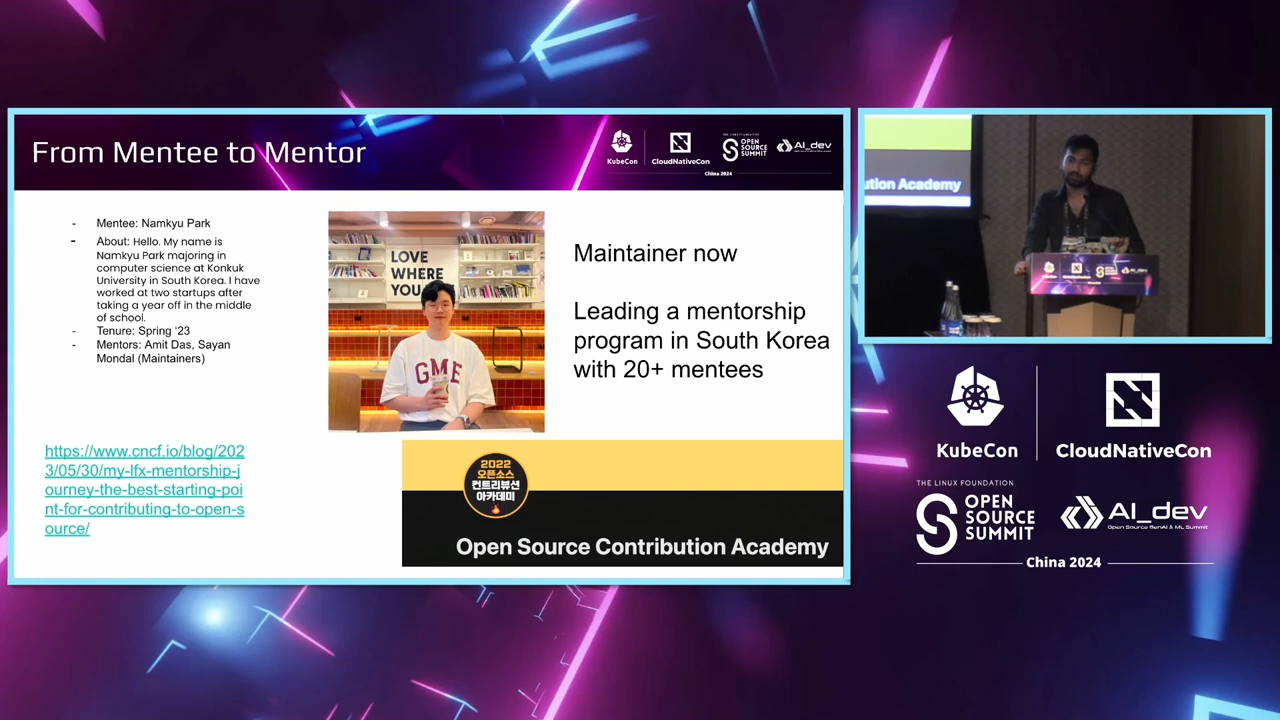 From Mentee to Mentor
KubeCon
CloudNativeCon
THE LINUX FOUNDATION
OPEN
SOURCE
SUMMIT
AI_dev
China 2024
- Mentee: Namkyu Park
- About: Hello. My name is
Namkyu Park majoring in
computer science at Konkuk
University in South Korea. I have
worked at two startups after
taking a year off in the middle
of school.
- Tenure: Spring ‘23
- Mentors: Amit Das, Sayan
Mondal (Maintainers)
https://www.cncf.io/blog/202
3/05/30/my-lfx-mentorship-j
ourney-the-best-starting-poi
nt-for-contributing-to-open-s
ource/
LOVE
WHERE
YOU
GME
Maintainer now
Leading a mentorship
program in South Korea
with 20+ mentees
2022
오픈소스
컨트리뷰션
아카데미
Open Source Contribution Academy
ution Academy
KubeCon
CloudNativeCon
THE LINUX FOUNDATION
OPEN
SOURCE
SUMMIT
AI_dev
Open Source GenAI & ML Summit
China 2024